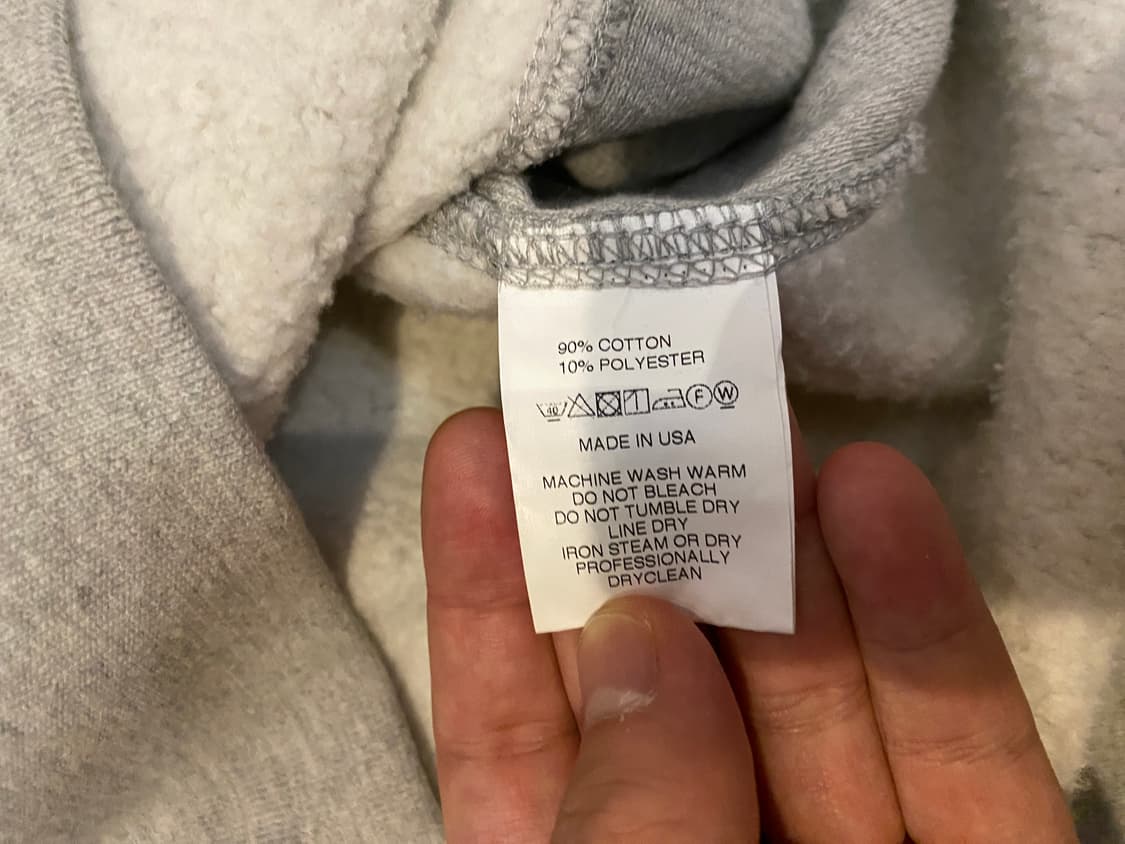 90% COTTON
10% POLYESTER
40 F W
MADE IN USA
MACHINE WASH WARM
DO NOT BLEACH
DO NOT TUMBLE DRY
LINE DRY
IRON STEAM OR DRY
PROFESSIONALLY
DRYCLEAN